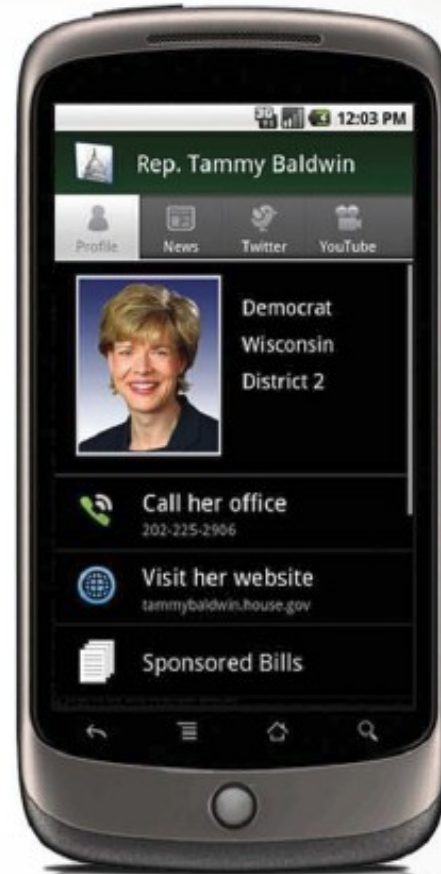 3G
12:03 PM
Rep. Tammy Baldwin
Profile News Twitter YouTube
Democrat
Wisconsin
District 2
Call her office
202-225-2906
Visit her website
tammybaldwin.house.gov
Sponsored Bills